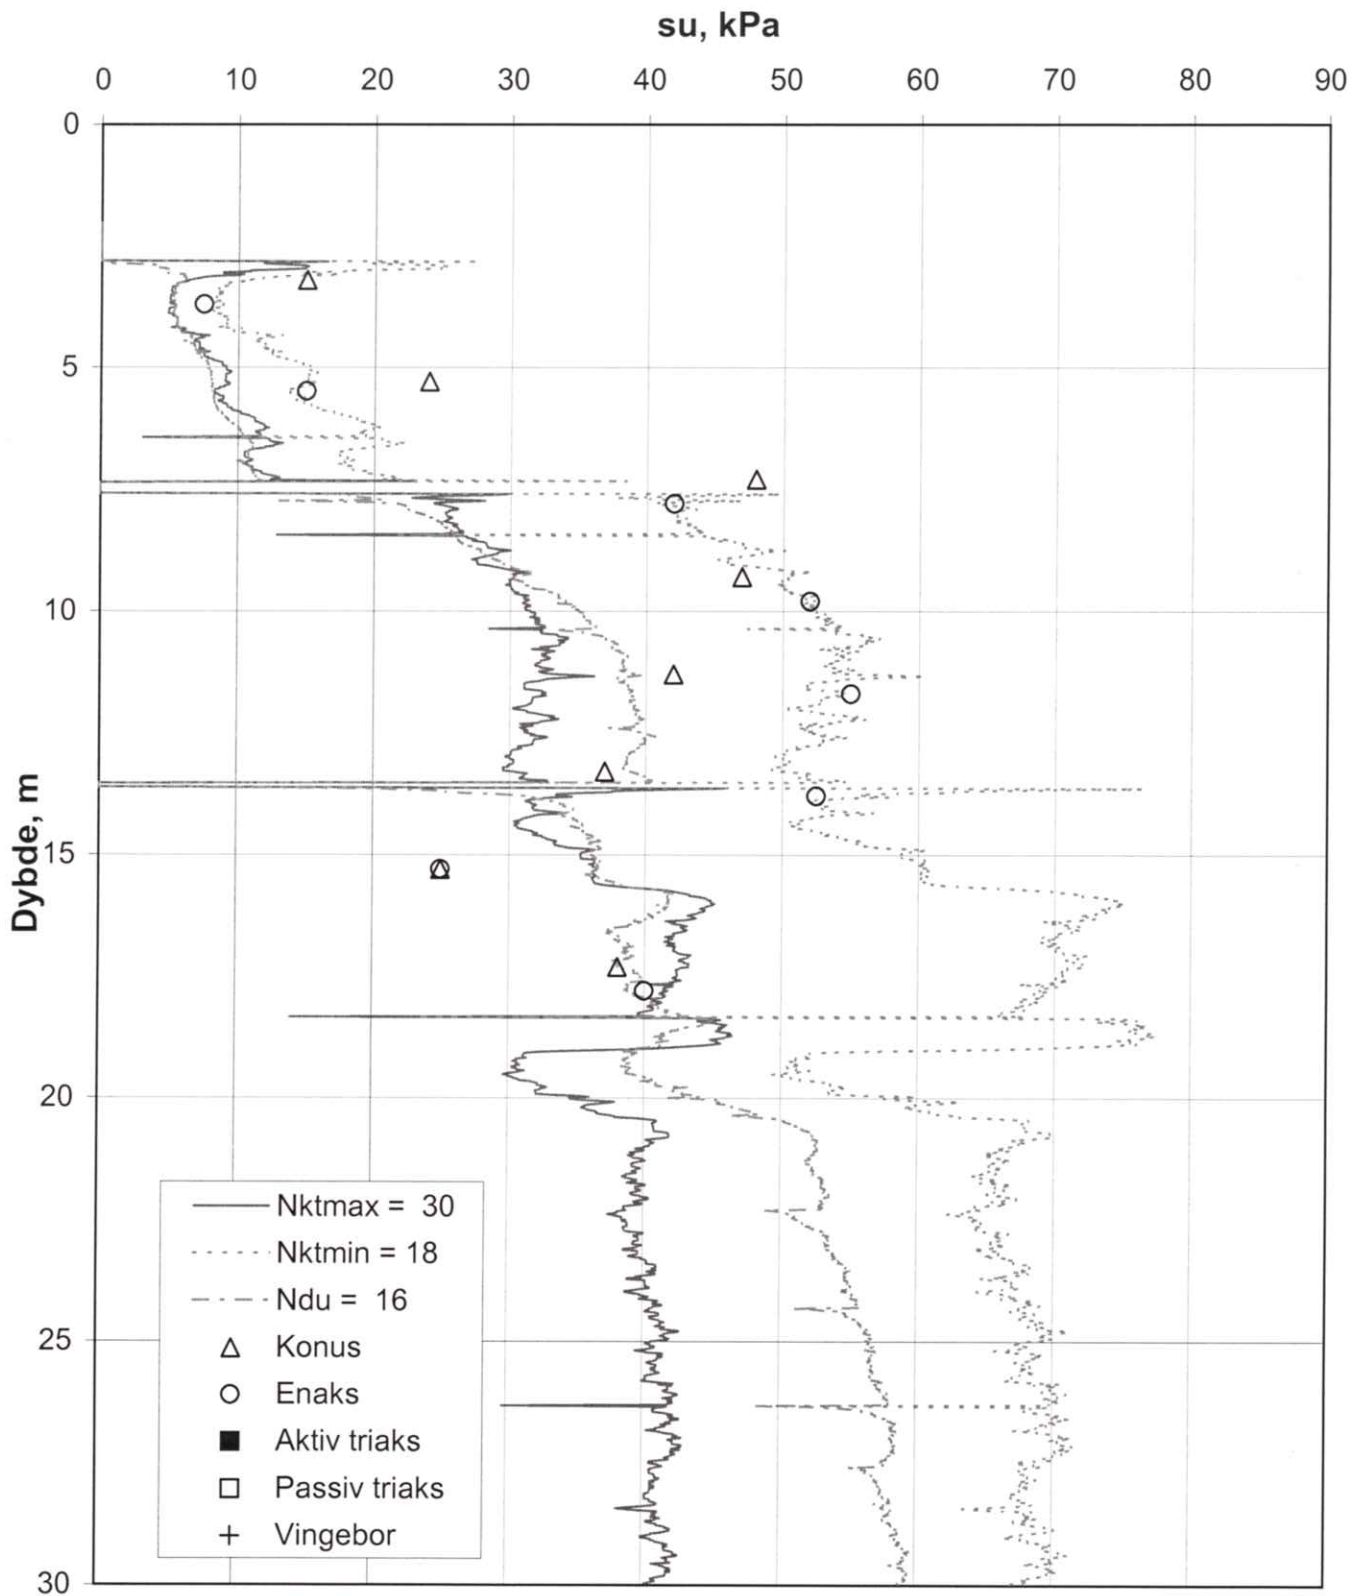 su, kPa
0 10 20 30 40 50 60 70 80 90
0
5
10
15
20
25
30
Dybde, m
Nktmax = 30
Nktmin = 18
Ndu = 16
Konus
Enaks
Aktiv triaks
Passiv triaks
Vingebor